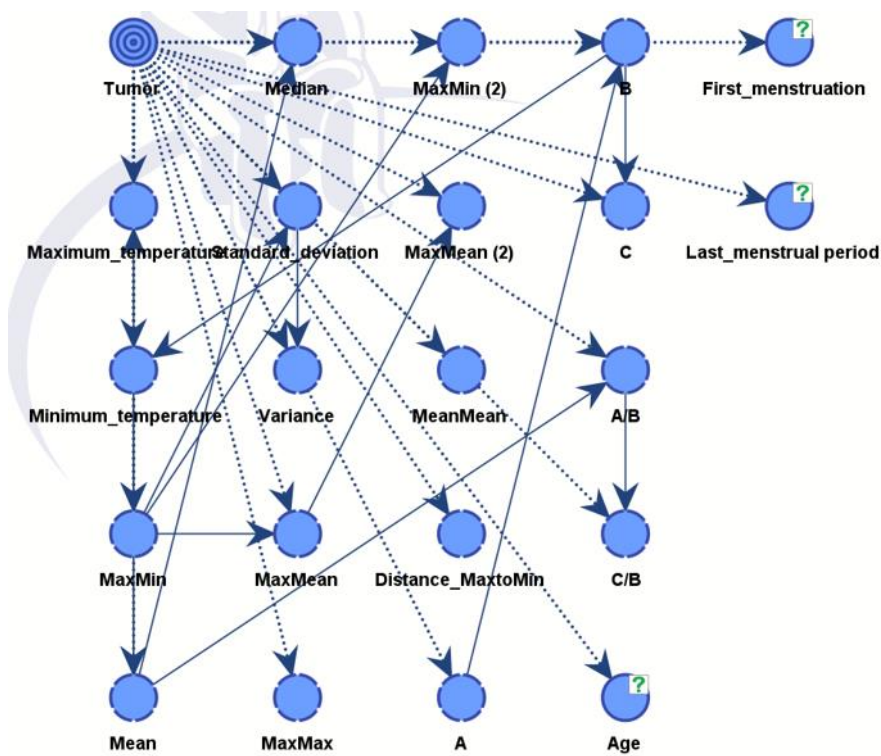 ?
Tumor Median MaxMin (2) B First_menstruation
?
Maximum_temperature Standard_deviation MaxMean (2) C Last_menstrual period
Minimum_temperature Variance MeanMean A/B
MaxMin MaxMean Distance_MaxtoMin C/B
?
Mean MaxMax A Age